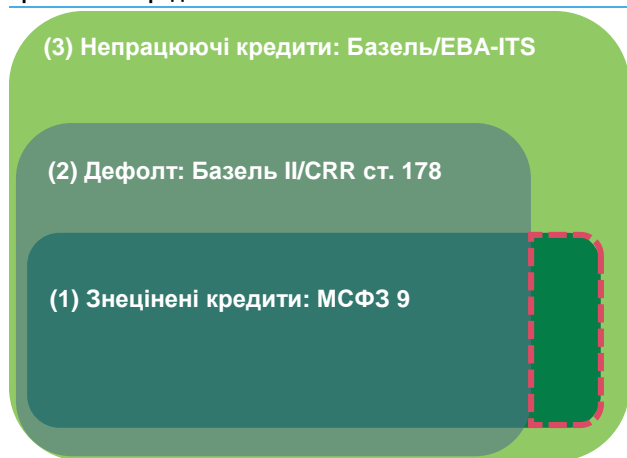 (3) Непрацюючі кредити: Базель/EBA-ITS
(2) Дефолт: Базель II/CRR ст. 178
(1) Знецінені кредити: МСФЗ 9